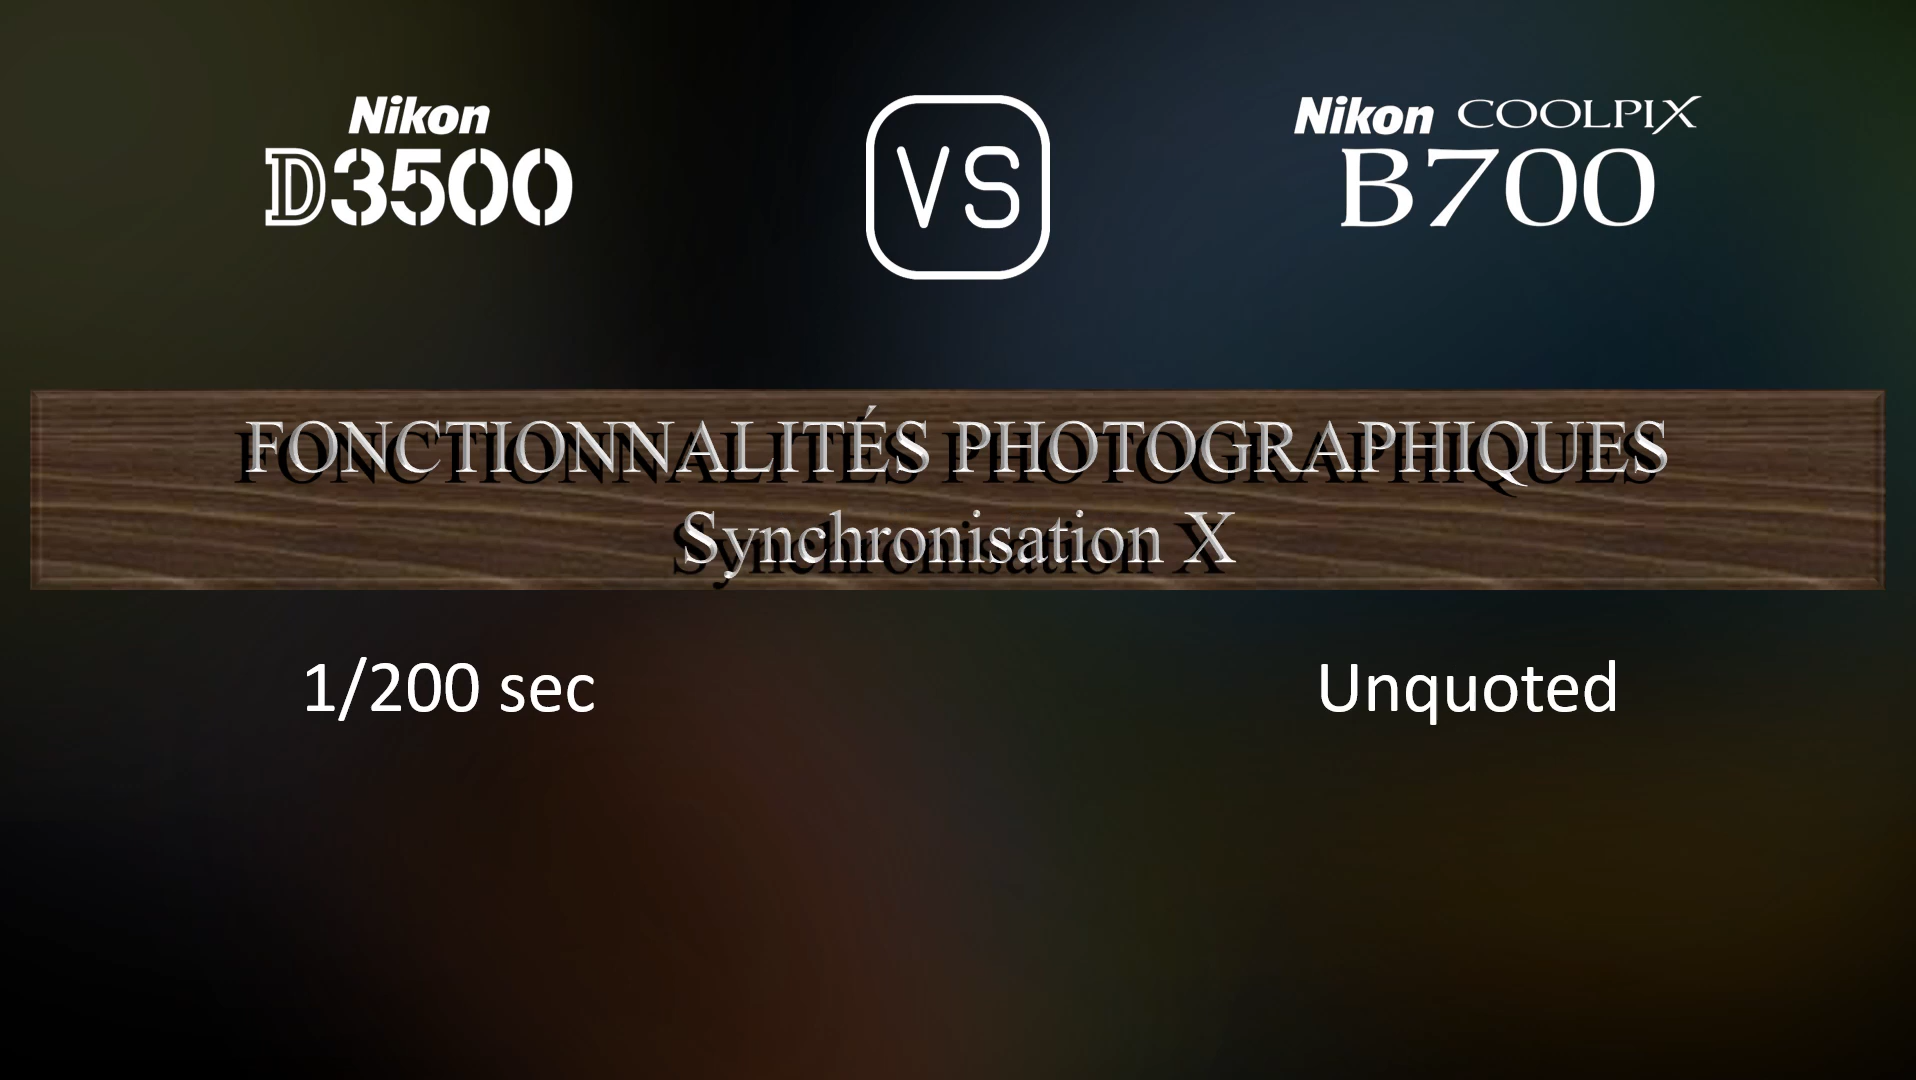 Nikon
D3500
VS
Nikon COOLPIX
B700
FONCTIONNALITÉS PHOTOGRAPHIQUES
Synchronisation X
1/200 sec
Unquoted